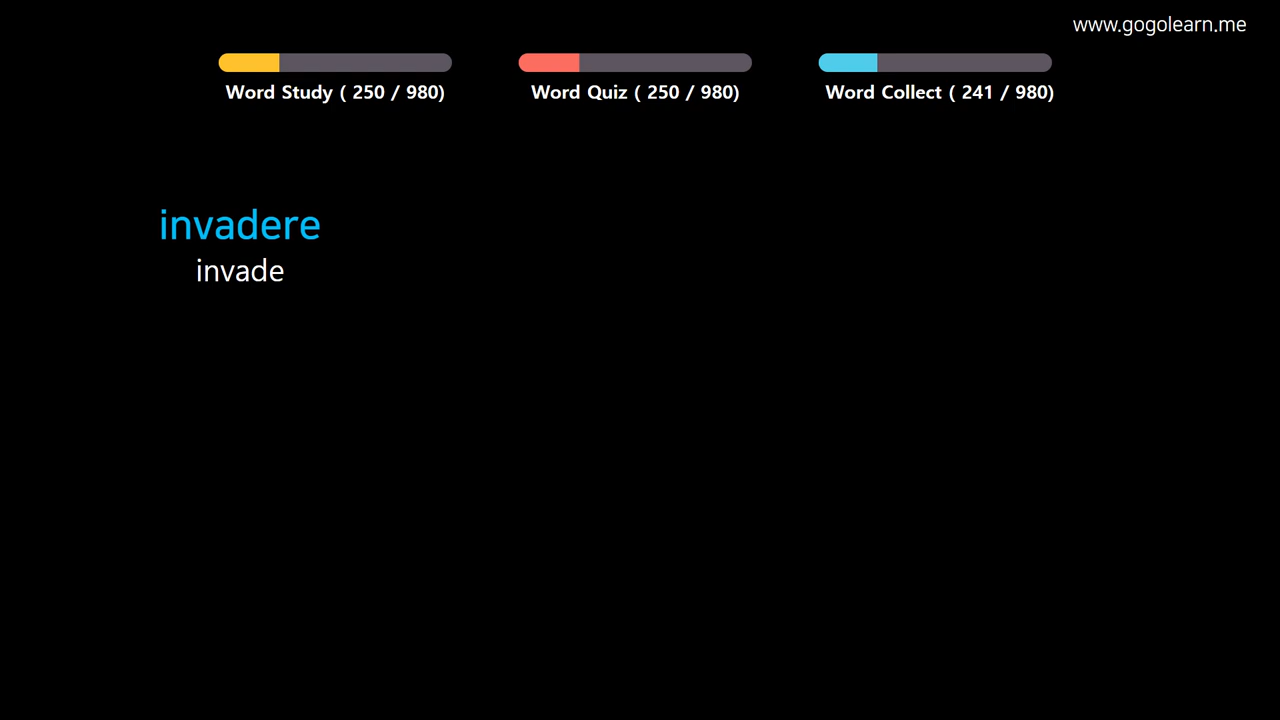 www.gogolearn.me
Word Study ( 250 / 980)
Word Quiz ( 250 / 980)
Word Collect ( 241 / 980)
invadere
invade